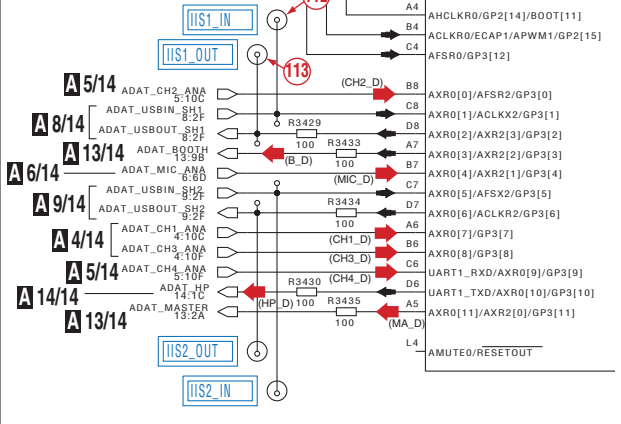 112
A4 AHCLKR0/GP2[14]/BOOT[11]
IIS1_IN
B4 ACLKR0/ECAP1/APWM1/GP2[15]
IIS1_OUT
C4 AFSR0/GP3[12]
113
A 5/14 ADAT_CH2_ANA 5:10C (CH2_D) B8 AXR0[0]/AFSR2/GP3[0]
A 8/14 ADAT_USBIN_SH1 8:2F C8 AXR0[1]/ACLKX2/GP3[1]
ADAT_USBOUT_SH1 8:2F R3429 100 D8 AXR0[2]/AXR2[3]/GP3[2]
A 13/14 ADAT_BOOTH 13:9B (B_D) R3433 100 A7 AXR0[3]/AXR2[2]/GP3[3]
A 6/14 ADAT_MIC_ANA 6:6D (MIC_D) B7 AXR0[4]/AXR2[1]/GP3[4]
A 9/14 ADAT_USBIN_SH2 9:2F C7 AXR0[5]/AFSX2/GP3[5]
ADAT_USBOUT_SH2 9:2F R3434 100 D7 AXR0[6]/ACLKR2/GP3[6]
A 4/14 ADAT_CH1_ANA 4:10C (CH1_D) A6 AXR0[7]/GP3[7]
ADAT_CH3_ANA 4:10F (CH3_D) B6 AXR0[8]/GP3[8]
A 5/14 ADAT_CH4_ANA 5:10F (CH4_D) C6 UART1_RXD/AXR0[9]/GP3[9]
A 14/14 ADAT_HP 14:1C (HP_D) R3430 100 D6 UART1_TXD/AXR0[10]/GP3[10]
A 13/14 ADAT_MASTER 13:2A R3435 100 (MA_D) A5 AXR0[11]/AXR2[0]/GP3[11]
IIS2_OUT
L4 AMUTE0/RESETOUT
IIS2_IN